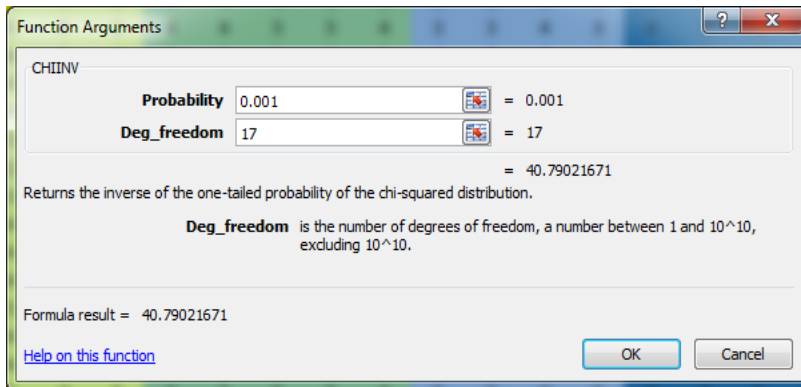 Function Arguments
?
X
CHIINV
Probability 0.001 = 0.001
Deg_freedom 17 = 17
= 40.79021671
Returns the inverse of the one-tailed probability of the chi-squared distribution.
Deg_freedom is the number of degrees of freedom, a number between 1 and 10^10,
excluding 10^10.
Formula result = 40.79021671
Help on this function
OK
Cancel